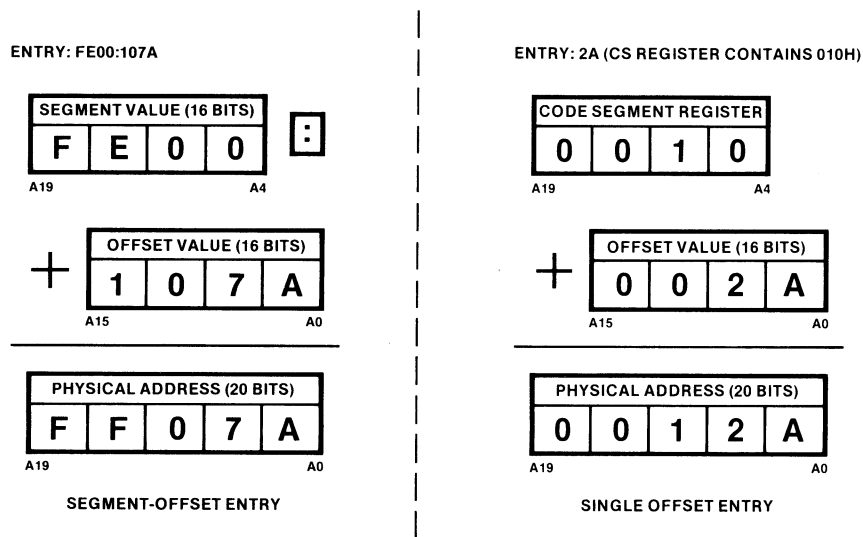 ENTRY: FE00:107A
SEGMENT VALUE (16 BITS)
F E 0 0 :
A19 A4
OFFSET VALUE (16 BITS)
+ 1 0 7 A
A15 A0
PHYSICAL ADDRESS (20 BITS)
F F 0 7 A
A19 A0
SEGMENT-OFFSET ENTRY
ENTRY: 2A (CS REGISTER CONTAINS 010H)
CODE SEGMENT REGISTER
0 0 1 0
A19 A4
OFFSET VALUE (16 BITS)
+ 0 0 2 A
A15 A0
PHYSICAL ADDRESS (20 BITS)
0 0 1 2 A
A19 A0
SINGLE OFFSET ENTRY